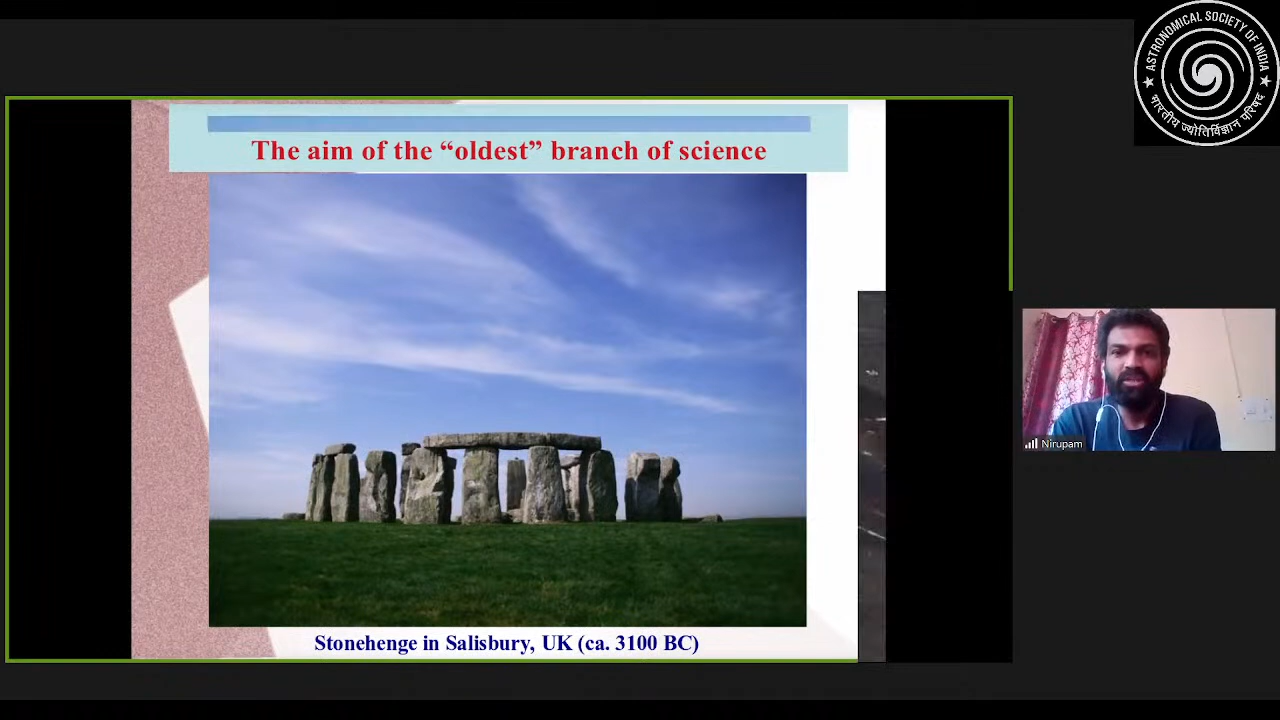 ASTRONOMICAL SOCIETY OF INDIA
भारतीय ज्योतिर्विज्ञान परिषद
The aim of the “oldest” branch of science
Nirupam
Stonehenge in Salisbury, UK (ca. 3100 BC)